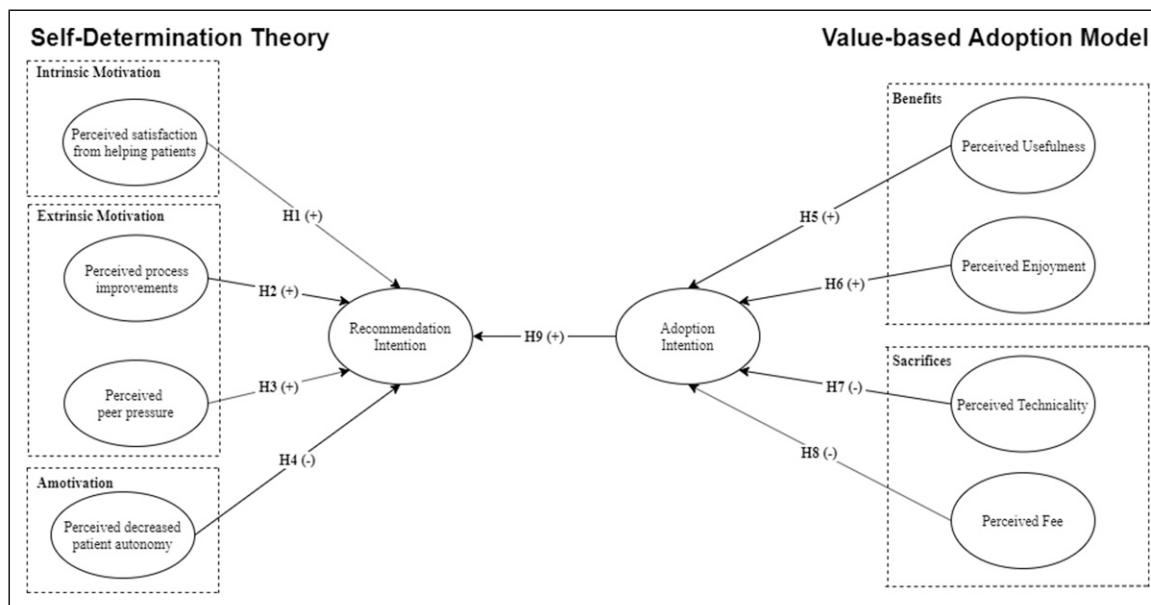 Self-Determination Theory
Value-based Adoption Model
Intrinsic Motivation
Perceived satisfaction
from helping patients
H1 (+)
Extrinsic Motivation
Perceived process
improvements
H2 (+)
Perceived
peer pressure
H3 (+)
Amotivation
Perceived decreased
patient autonomy
H4 (-)
Recommendation
Intention
H9 (+)
Adoption
Intention
Benefits
Perceived Usefulness
H5 (+)
Perceived Enjoyment
H6 (+)
Sacrifices
Perceived Technicality
H7 (-)
Perceived Fee
H8 (-)